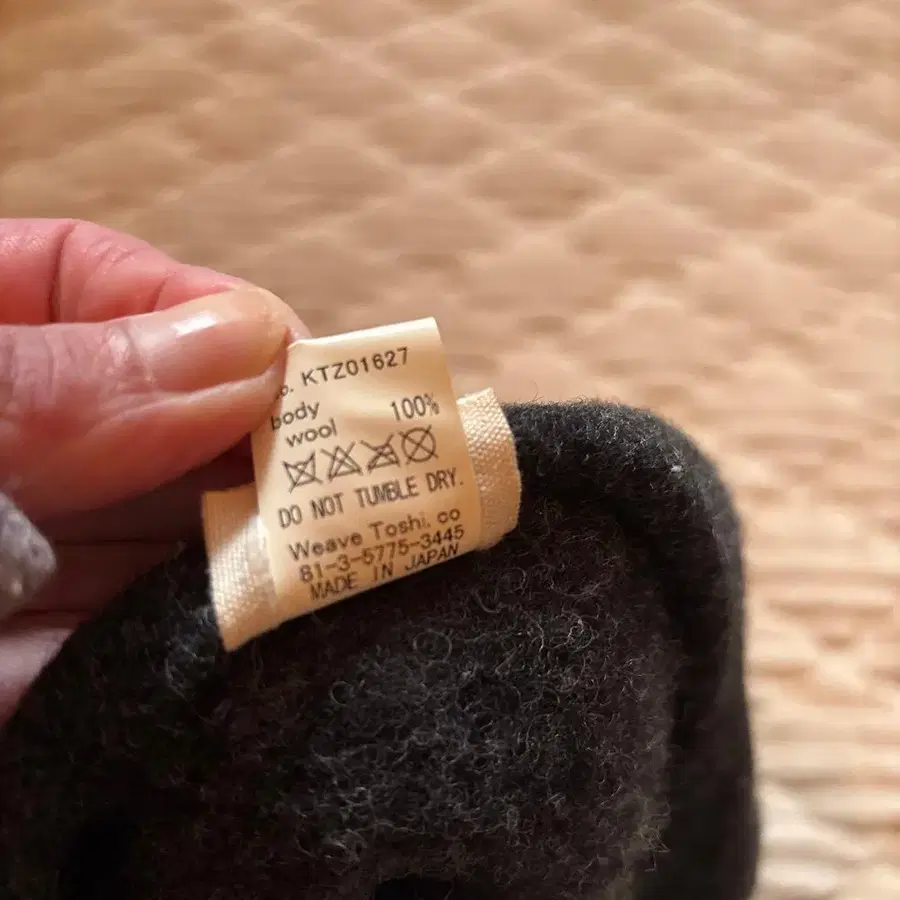 KTZ01627
body 100%
wool
DO NOT TUMBLE DRY.
Weave Toshi. co
81-3-5775-3445
MADE IN JAPAN